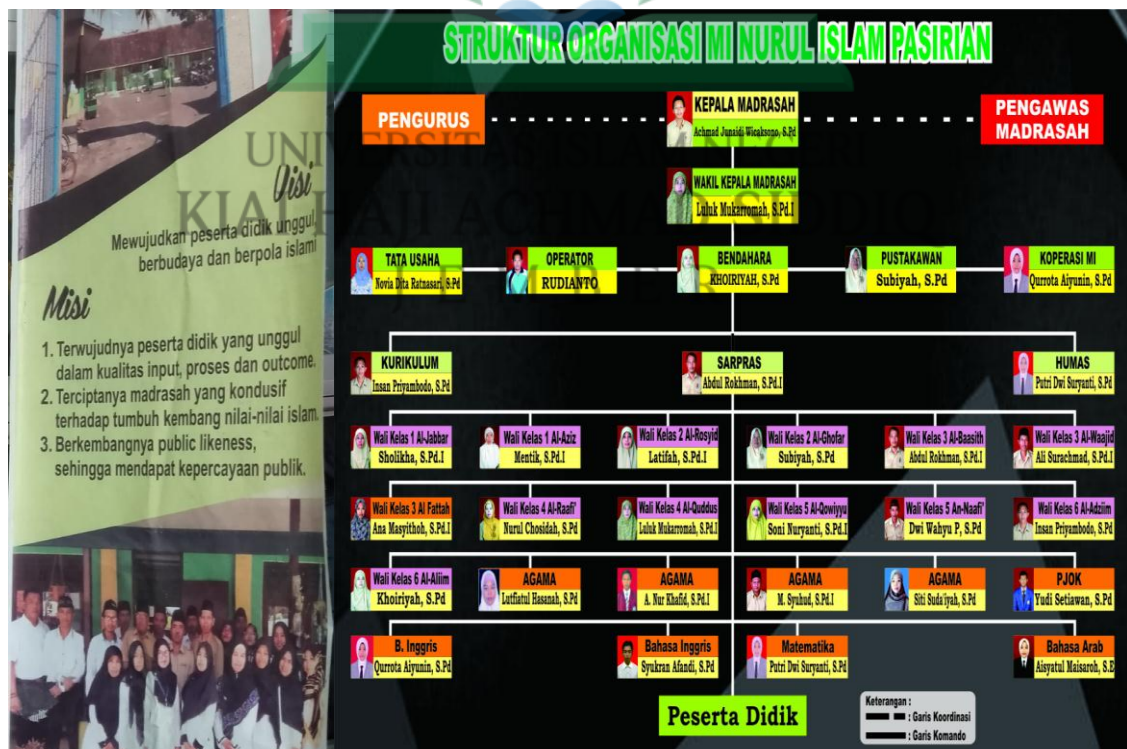 Visi
Mewujudkan peserta didik unggul,
berbudaya dan berpola islami
Misi
1. Terwujudnya peserta didik yang unggul
dalam kualitas input, proses dan outcome.
2. Terciptanya madrasah yang kondusif
terhadap tumbuh kembang nilai-nilai islam.
3. Berkembangnya public likeness,
sehingga mendapat kepercayaan publik.
STRUKTUR ORGANISASI MI NURUL ISLAM PASIRIAN
PENGURUS
KEPALA MADRASAH
Achmad Junaidi Wicaksono, S.Pd
PENGAWAS
MADRASAH
UNIVERSITAS ISLAM NEGERI
KIAI HAJI ACHMAD SIDDIQ
JEMBER
WAKIL KEPALA MADRASAH
Luluk Mukarromah, S.Pd.I
TATA USAHA
Novia Dita Ratnasari, S.Pd
OPERATOR
RUDIANTO
BENDAHARA
KHOIRIYAH, S.Pd
PUSTAKAWAN
Subiyah, S.Pd
KOPERASI MI
Qurrota Aiyunin, S.Pd
KURIKULUM
Insan Priyambodo, S.Pd
SARPRAS
Abdul Rokhman, S.Pd.I
HUMAS
Putri Dwi Suryanti, S.Pd
Wali Kelas 1 Al-Jabbar
Sholikha, S.Pd.I
Wali Kelas 1 Al-Aziz
Mentik, S.Pd.I
Wali Kelas 2 Al-Rosyid
Latifah, S.Pd.I
Wali Kelas 2 Al-Ghofar
Subiyah, S.Pd
Wali Kelas 3 Al-Baasith
Abdul Rokhman, S.Pd.I
Wali Kelas 3 Al-Waajid
Ali Surachmad, S.Pd.I
Wali Kelas 3 Al Fattah
Ana Masyithoh, S.Pd.I
Wali Kelas 4 Al-Raafi'
Nurul Chosidah, S.Pd
Wali Kelas 4 Al-Quddus
Luluk Mukarromah, S.Pd.I
Wali Kelas 5 Al-Qowiyyu
Soni Nuryanti, S.Pd.I
Wali Kelas 5 An-Naafi'
Dwi Wahyu P, S.Pd
Wali Kelas 6 Al-Adziim
Insan Priyambodo, S.Pd
Wali Kelas 6 Al-Aliim
Khoiriyah, S.Pd
AGAMA
Lutfiatul Hasanah, S.Pd
AGAMA
A. Nur Khafid, S.Pd.I
AGAMA
M. Syuhud, S.Pd.I
AGAMA
Siti Suda'iyah, S.Pd
PJOK
Yudi Setiawan, S.Pd
B. Inggris
Qurrota Aiyunin, S.Pd
Bahasa Inggris
Syukran Afandi, S.Pd
Matematika
Putri Dwi Suryanti, S.Pd
Bahasa Arab
Aisyatul Maisaroh, S.E
Peserta Didik
Keterangan :
: Garis Koordinasi
: Garis Komando